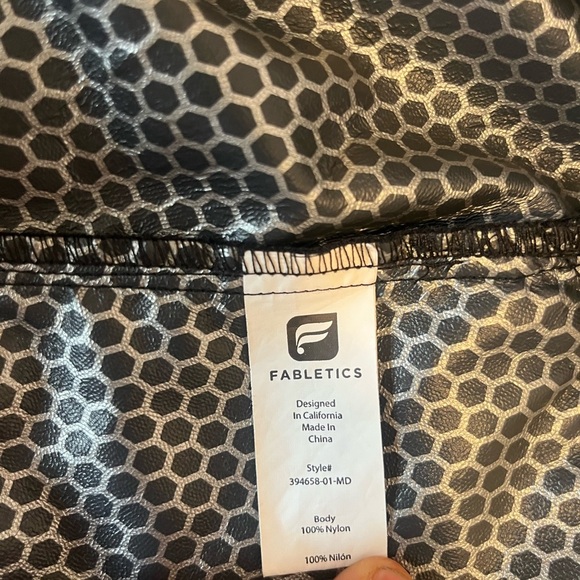 FABLETICS
Designed
In California
Made In
China
Style#
394658-01-MD
Body
100% Nylon
100% Nilón